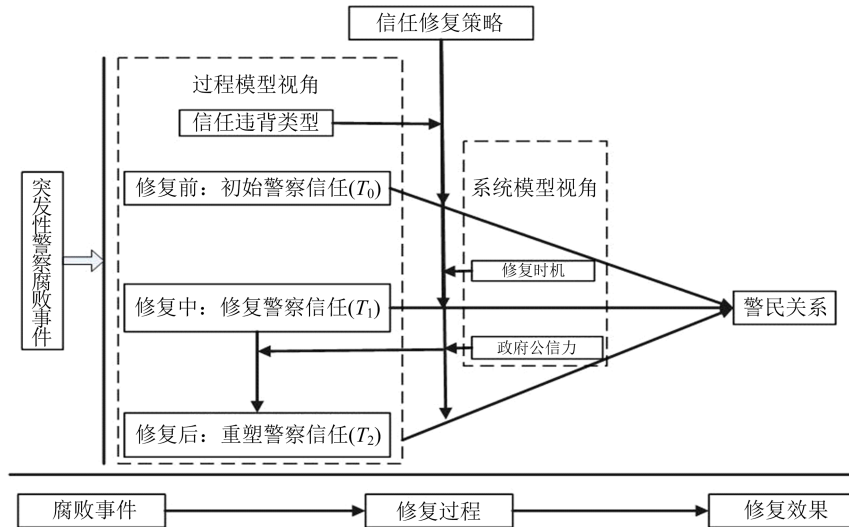 信任修复策略
过程模型视角
信任违背类型
系统模型视角
突发性警察腐败事件
修复前：初始警察信任(T0)
修复时机
修复中：修复警察信任(T1)
警民关系
政府公信力
修复后：重塑警察信任(T2)
腐败事件
修复过程
修复效果